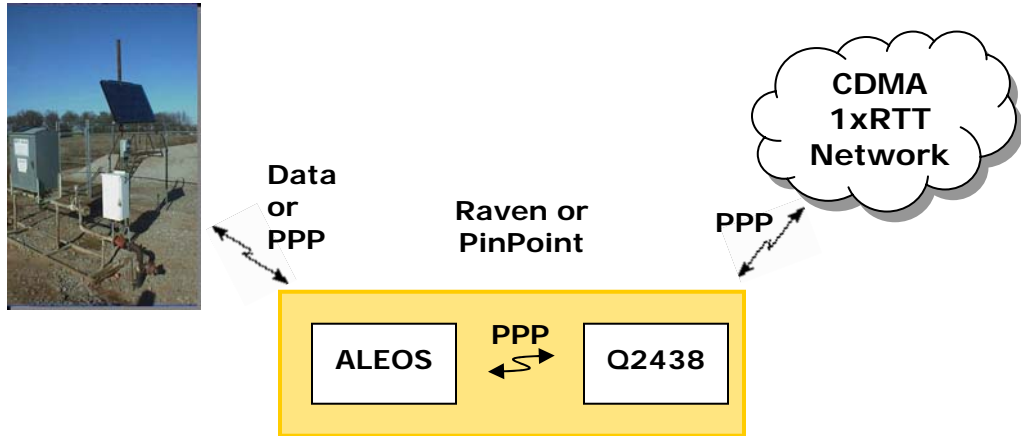 CDMA
1xRTT
Network
Data
or
PPP
Raven or
PinPoint
PPP
ALEOS
PPP
Q2438